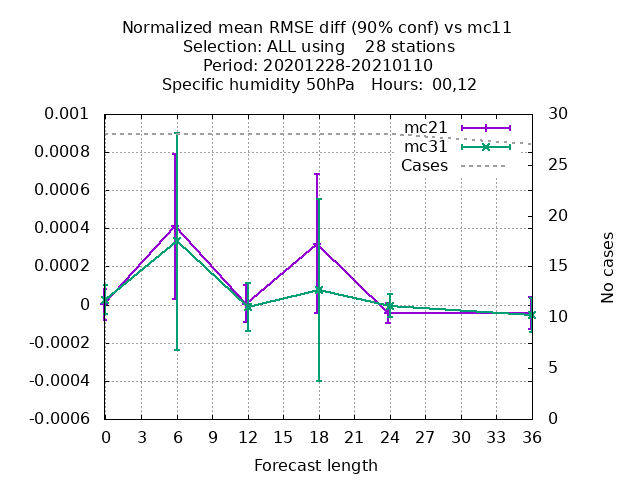 Normalized mean RMSE diff (90% conf) vs mc11
Selection: ALL using    28 stations
Period: 20201228-20210110
Specific humidity 50hPa   Hours: 00,12
mc21
mc31
Cases
0.001
0.0008
0.0006
0.0004
0.0002
0
-0.0002
-0.0004
-0.0006
30
25
20
15
10
5
0
No cases
0 3 6 9 12 15 18 21 24 27 30 33 36
Forecast length